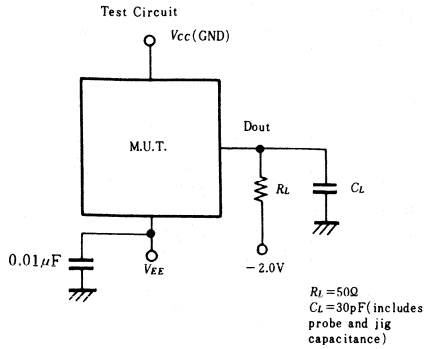 Test Circuit
Vcc(GND)
M.U.T.
Dout
RL
CL
0.01μF
VEE
−2.0V
RL=50Ω
CL=30pF(includes
probe and jig
capacitance)